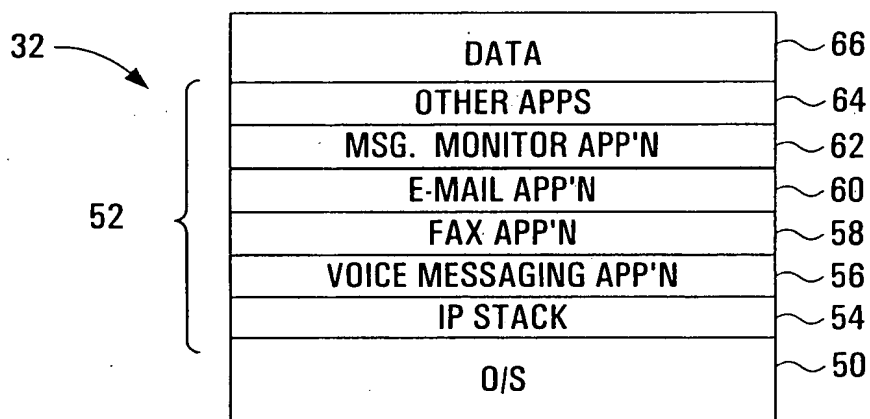 32
DATA 66
OTHER APPS 64
MSG. MONITOR APP'N 62
E-MAIL APP'N 60
52
FAX APP'N 58
VOICE MESSAGING APP'N 56
IP STACK 54
O/S 50